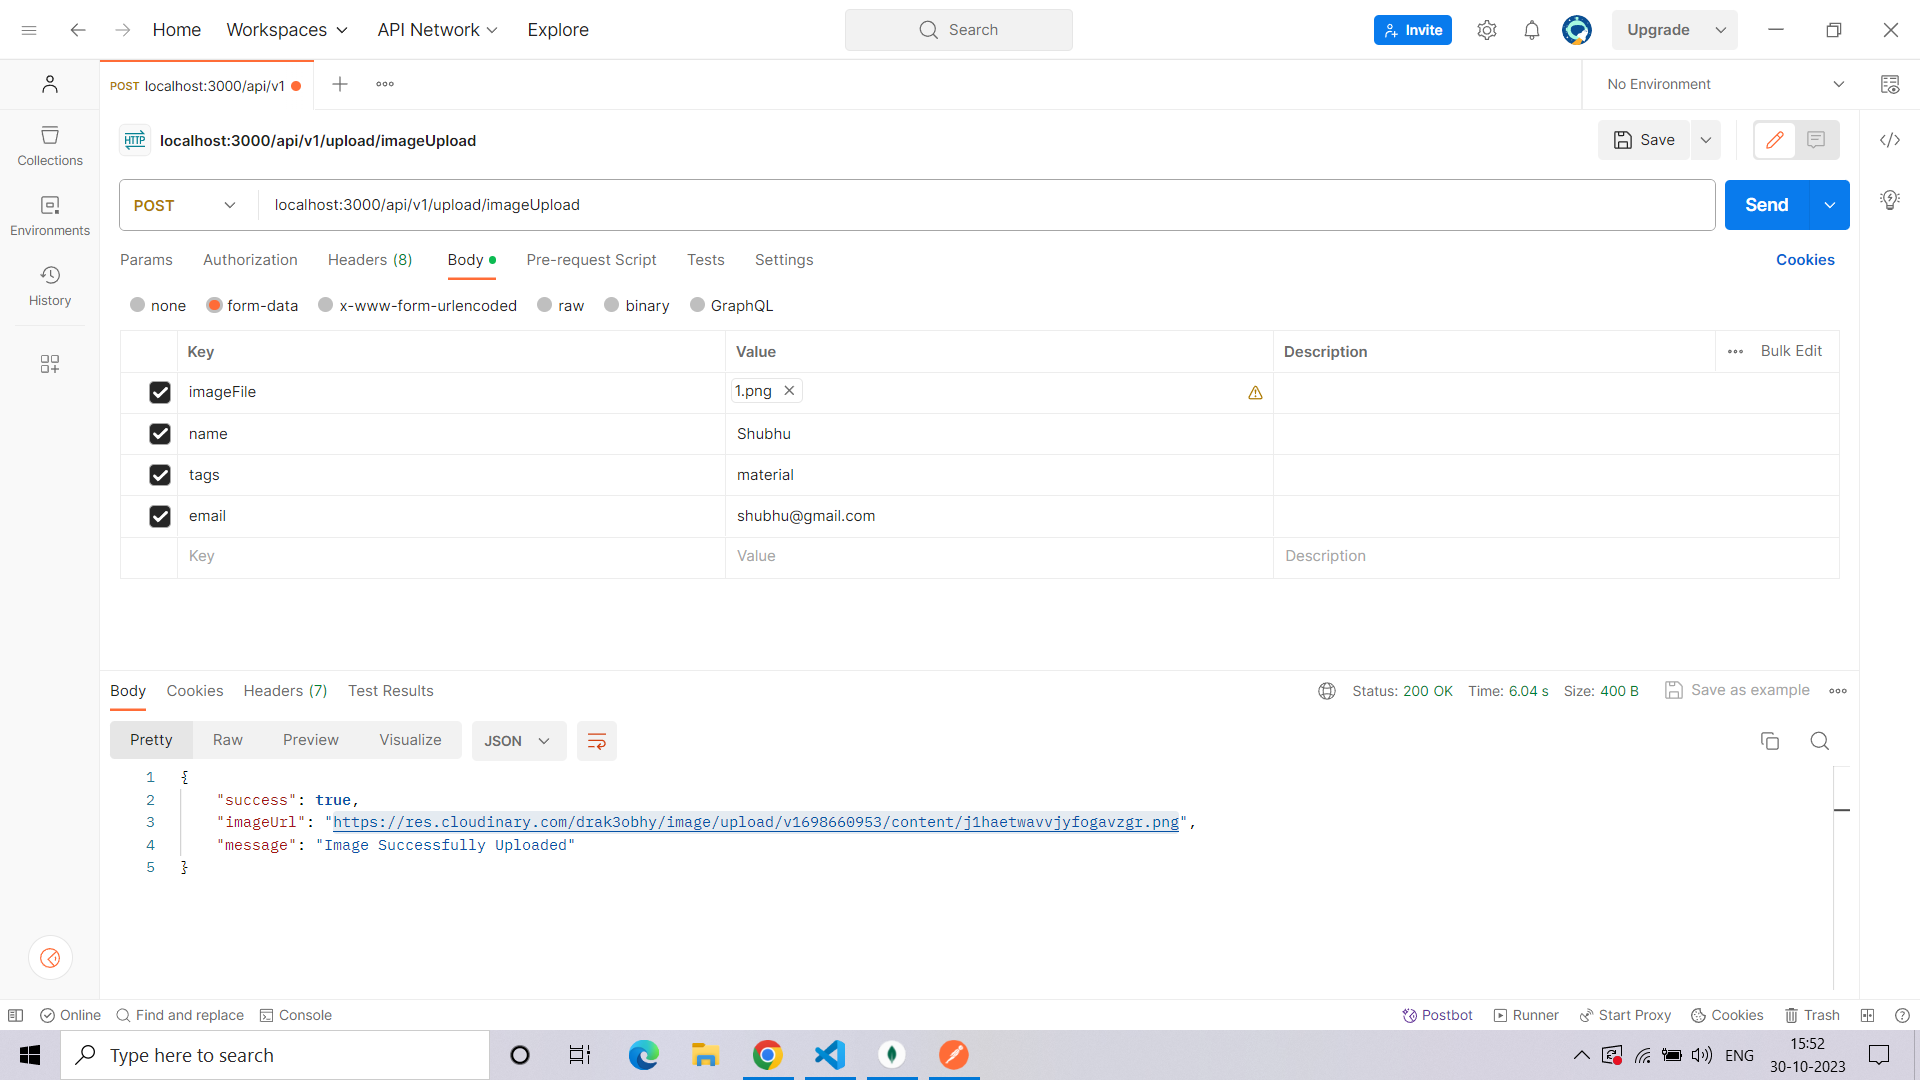 Home Workspaces API Network Explore Search Invite Upgrade
POST localhost:3000/api/v1 No Environment
HTTP localhost:3000/api/v1/upload/imageUpload Save
Collections
POST localhost:3000/api/v1/upload/imageUpload Send
Environments
Params Authorization Headers (8) Body Pre-request Script Tests Settings Cookies
History
none form-data x-www-form-urlencoded raw binary GraphQL
Key Value Description Bulk Edit
imageFile 1.png
name Shubhu
tags material
email shubhu@gmail.com
Key Value Description
Body Cookies Headers (7) Test Results Status: 200 OK Time: 6.04 s Size: 400 B Save as example
Pretty Raw Preview Visualize JSON
1 {
2 "success": true,
3 "imageUrl": "https://res.cloudinary.com/drak3obhy/image/upload/v1698660953/content/j1haetwavvjyfogavzgr.png",
4 "message": "Image Successfully Uploaded"
5 }
Online Find and replace Console Postbot Runner Start Proxy Cookies Trash
Type here to search ENG 15:52
30-10-2023